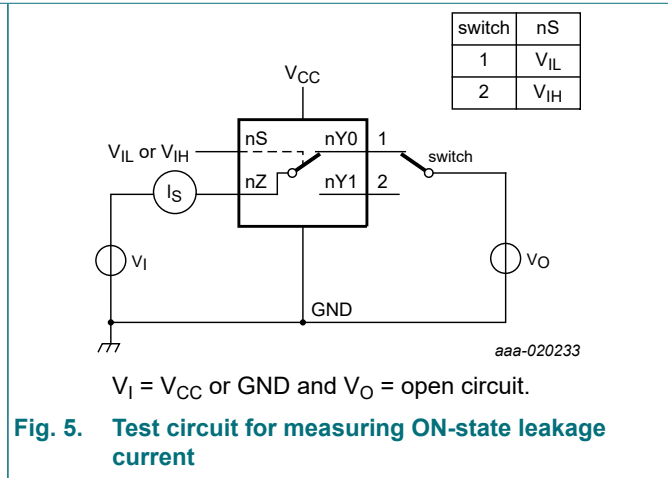 switch nS
1 VIL
2 VIH
VCC
nS nY0 1
VIL or VIH
switch
nZ nY1 2
IS
VI
VO
GND
aaa-020233
VI = VCC or GND and VO = open circuit.
Fig. 5. Test circuit for measuring ON-state leakage
current